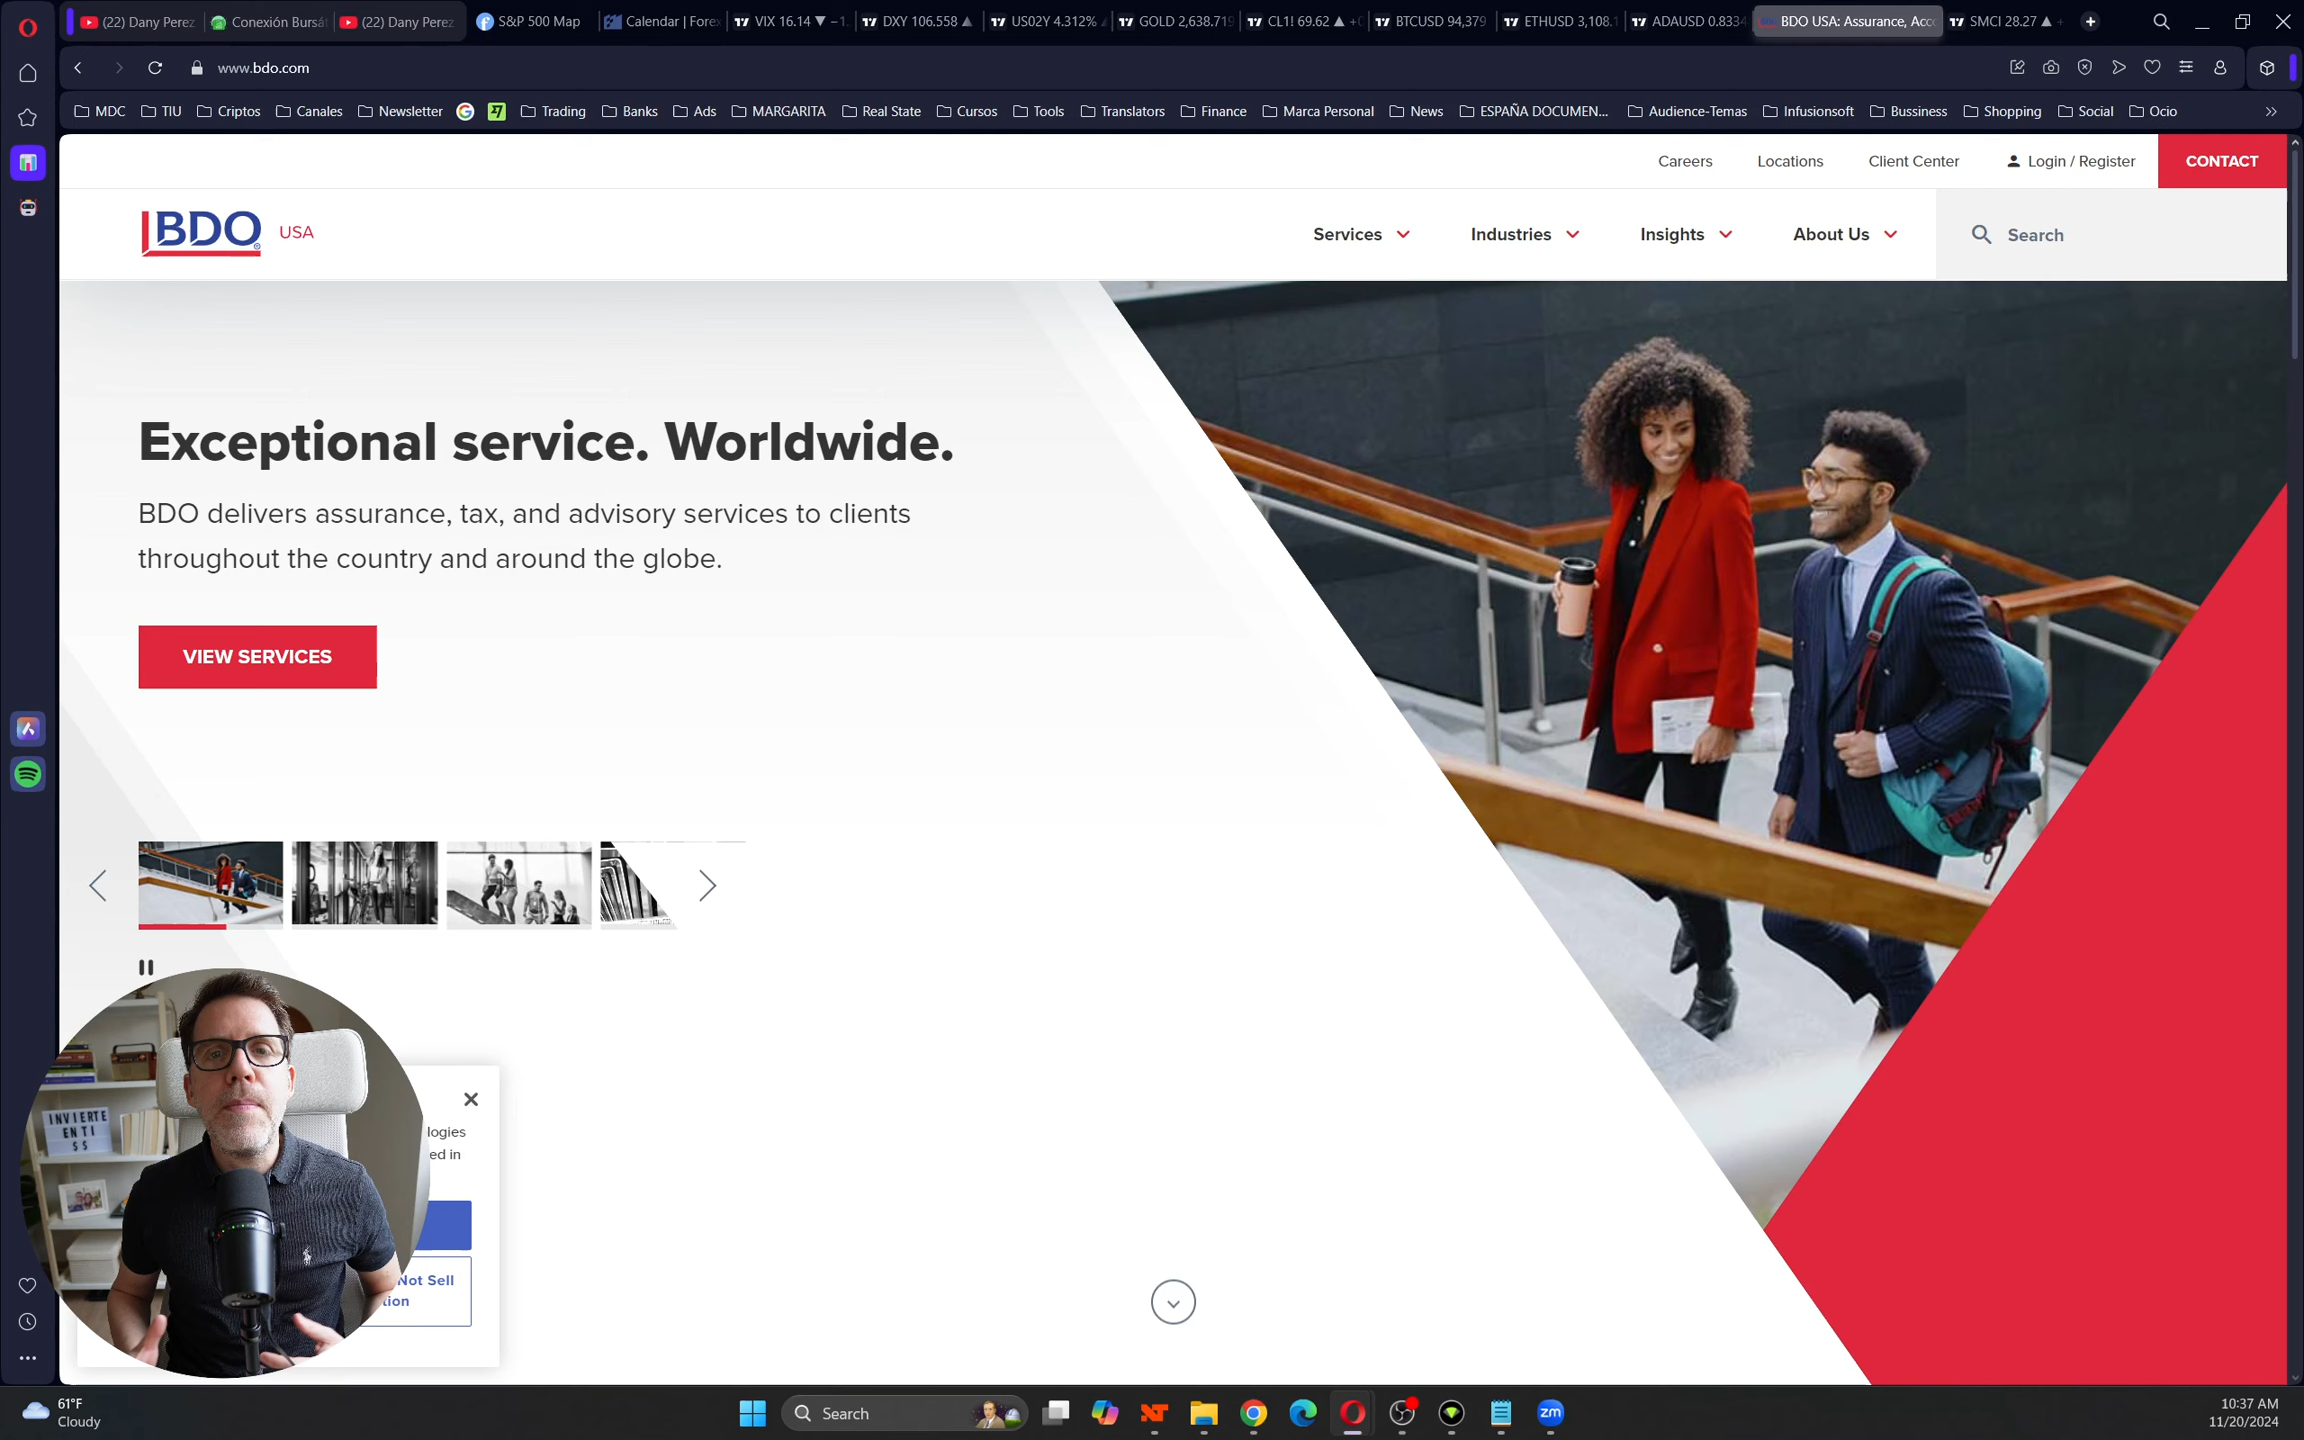 (22) Dany Perez
Conexión Bursát
(22) Dany Perez
S&P 500 Map
Calendar | Forex
VIX 16.14 ▼ −1.
DXY 106.558 ▲
US02Y 4.312%
GOLD 2,638.719
CL1! 69.62 ▲ +0
BTCUSD 94,379
ETHUSD 3,108.1
ADAUSD 0.8334
BDO USA: Assurance, Acco
SMCI 28.27 ▲ +
www.bdo.com
MDC
TIU
Criptos
Canales
Newsletter
Trading
Banks
Ads
MARGARITA
Real State
Cursos
Tools
Translators
Finance
Marca Personal
News
ESPAÑA DOCUMEN...
Audience-Temas
Infusionsoft
Bussiness
Shopping
Social
Ocio
Careers
Locations
Client Center
Login / Register
CONTACT
BDO USA
Services
Industries
Insights
About Us
Search
Exceptional service. Worldwide.
BDO delivers assurance, tax, and advisory services to clients
throughout the country and around the globe.
VIEW SERVICES
INVIERTE
EN TI
$$
logies
ed in
Not Sell
tion
61°F
Cloudy
Search
zm
10:37 AM
11/20/2024